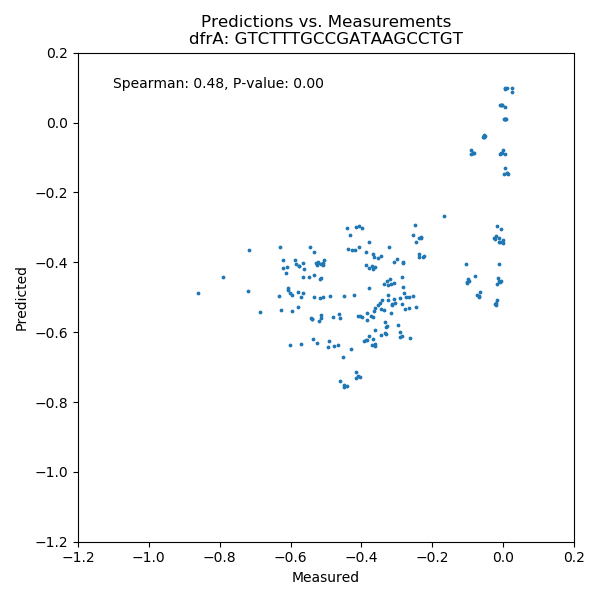 Predictions vs. Measurements
dfrA: GTCTTTGCCGATAAGCCTGT
Spearman: 0.48, P-value: 0.00
0.2
0.0
−0.2
−0.4
−0.6
−0.8
−1.0
−1.2
Predicted
−1.2 −1.0 −0.8 −0.6 −0.4 −0.2 0.0 0.2
Measured